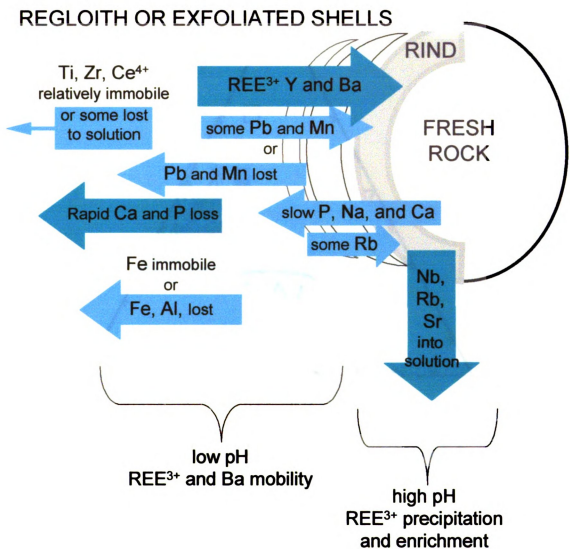 REGLOITH OR EXFOLIATED SHELLS
RIND
FRESH
ROCK
Ti, Zr, Ce⁴⁺
relatively immobile
or some lost
to solution
REE³⁺ Y and Ba
some Pb and Mn
or
Pb and Mn lost
Rapid Ca and P loss
slow P, Na, and Ca
some Rb
Fe immobile
or
Fe, Al, lost
Nb,
Rb,
Sr
into
solution
low pH
REE³⁺ and Ba mobility
high pH
REE³⁺ precipitation
and enrichment